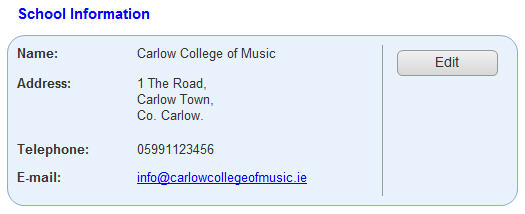 School Information
Name: Carlow College of Music
Edit
Address: 1 The Road,
Carlow Town,
Co. Carlow.
Telephone: 05991123456
E-mail: info@carlowcollegeofmusic.ie